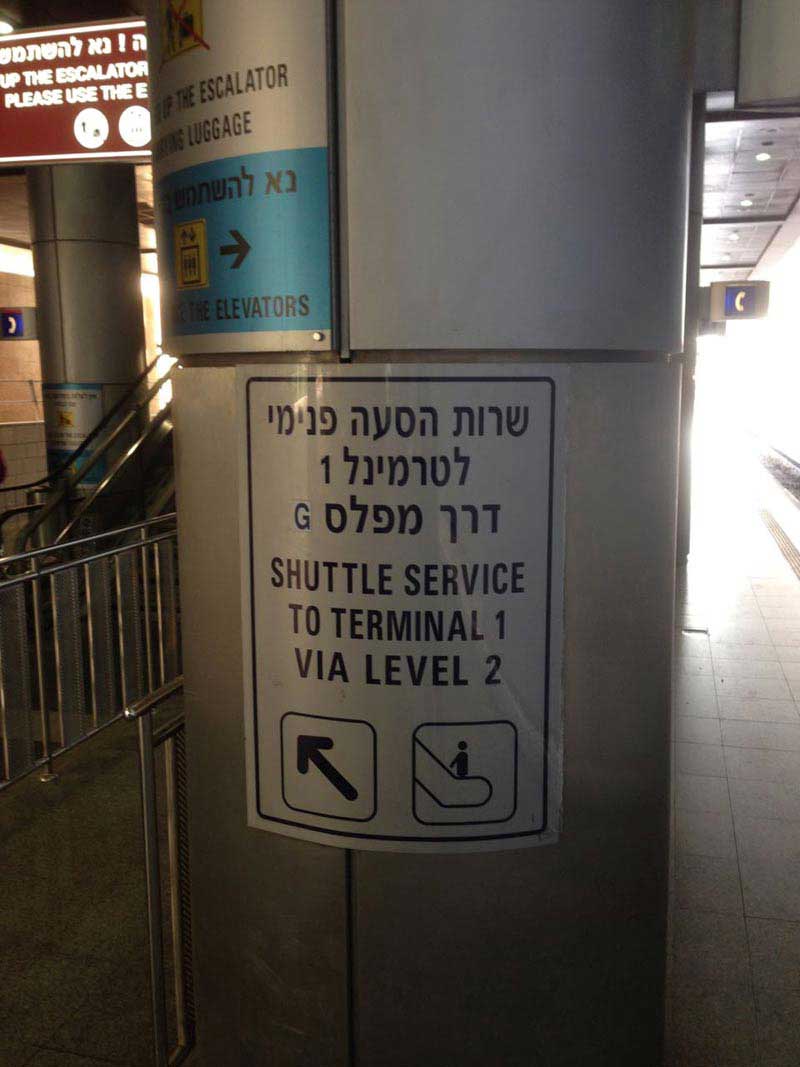 ה ! נא להשתמש
UP THE ESCALATOR
PLEASE USE THE
UP THE ESCALATOR
LUGGAGE
נא להשתמש
THE ELEVATORS
שרות הסעה פנימי
לטרמינל 1
דרך מפלס G
SHUTTLE SERVICE
TO TERMINAL 1
VIA LEVEL 2